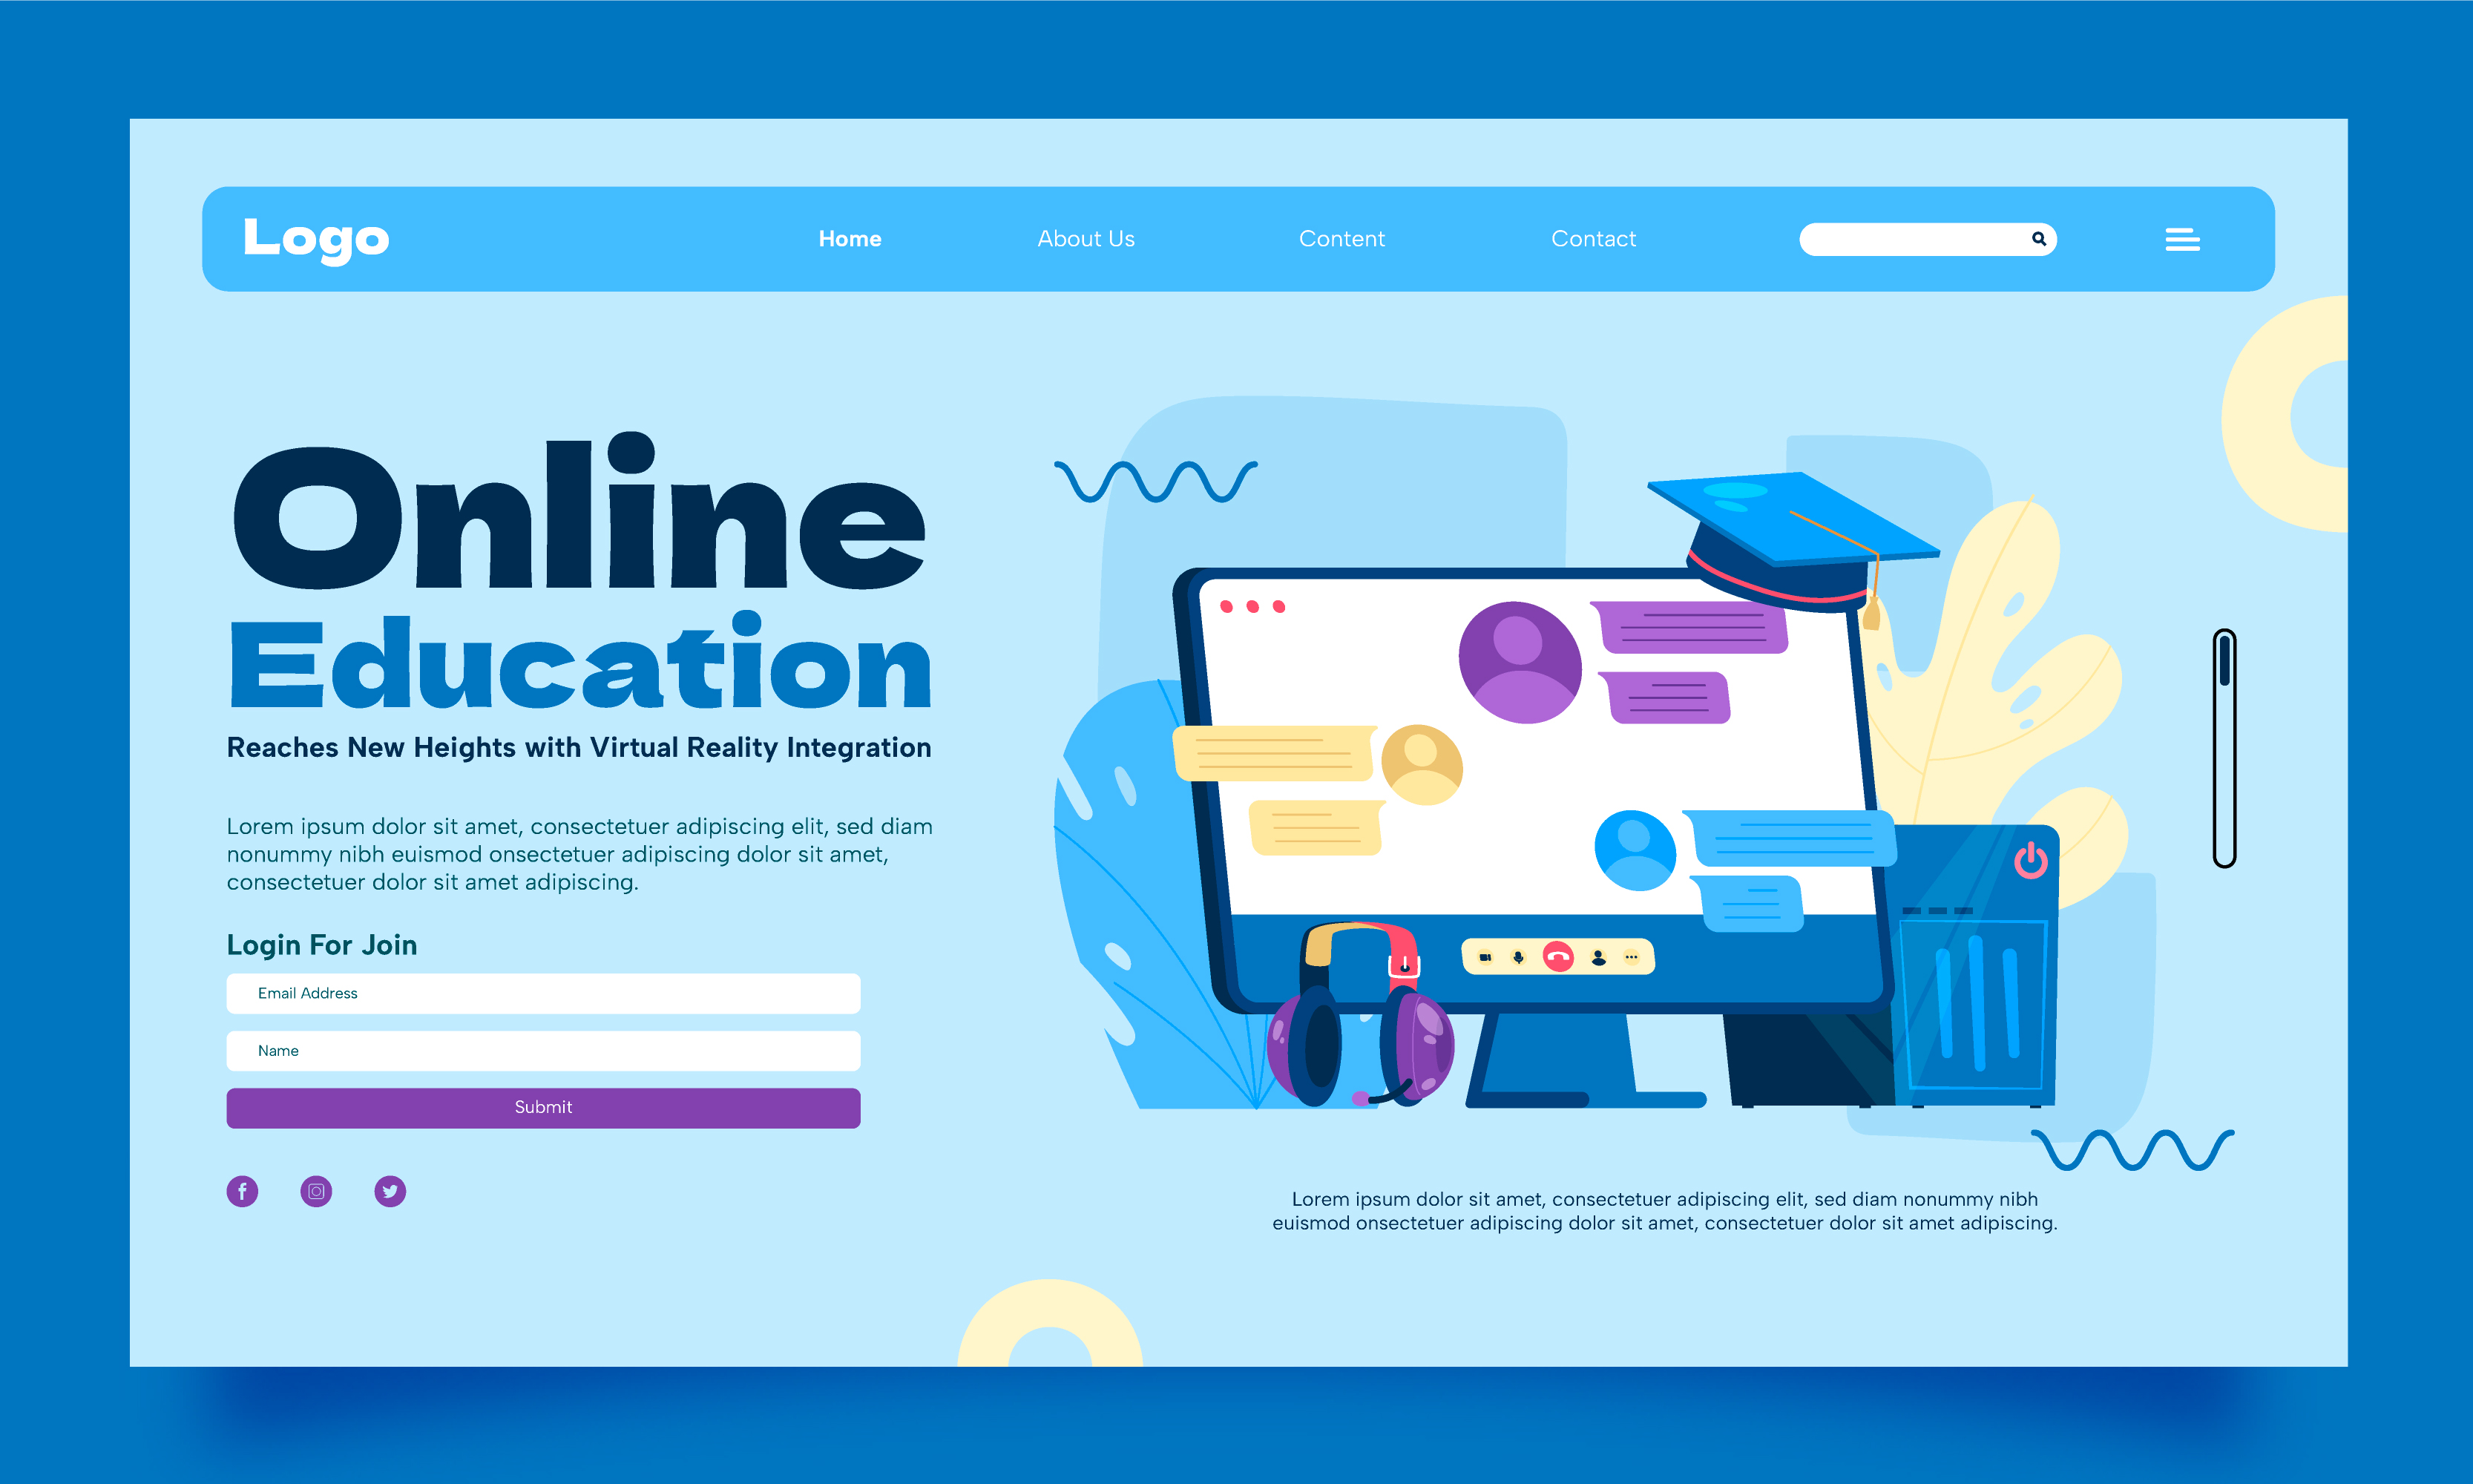 Logo
Home
About Us
Content
Contact
Online
Education
Reaches New Heights with Virtual Reality Integration
Lorem ipsum dolor sit amet, consectetuer adipiscing elit, sed diam
nonummy nibh euismod onsectetuer adipiscing dolor sit amet,
consectetuer dolor sit amet adipiscing.
Login For Join
Email Address
Name
Submit
Lorem ipsum dolor sit amet, consectetuer adipiscing elit, sed diam nonummy nibh
euismod onsectetuer adipiscing dolor sit amet, consectetuer dolor sit amet adipiscing.